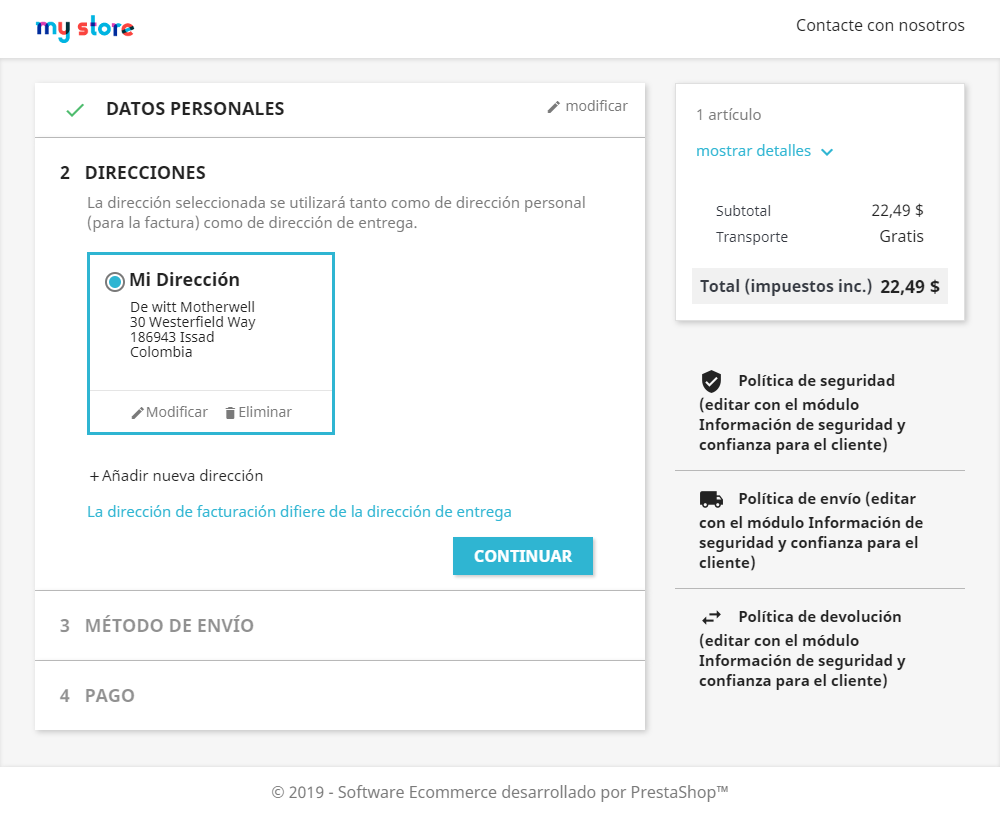 my store
Contacte con nosotros
DATOS PERSONALES
modificar
2 DIRECCIONES
La dirección seleccionada se utilizará tanto como de dirección personal
(para la factura) como de dirección de entrega.
Mi Dirección
De witt Motherwell
30 Westerfield Way
186943 Issad
Colombia
Modificar Eliminar
+Añadir nueva dirección
La dirección de facturación difiere de la dirección de entrega
CONTINUAR
3 MÉTODO DE ENVÍO
4 PAGO
1 artículo
mostrar detalles
Subtotal 22,49 $
Transporte Gratis
Total (impuestos inc.) 22,49 $
Política de seguridad
(editar con el módulo
Información de seguridad y
confianza para el cliente)
Política de envío (editar
con el módulo Información de
seguridad y confianza para el
cliente)
Política de devolución
(editar con el módulo
Información de seguridad y
confianza para el cliente)
© 2019 - Software Ecommerce desarrollado por PrestaShop™